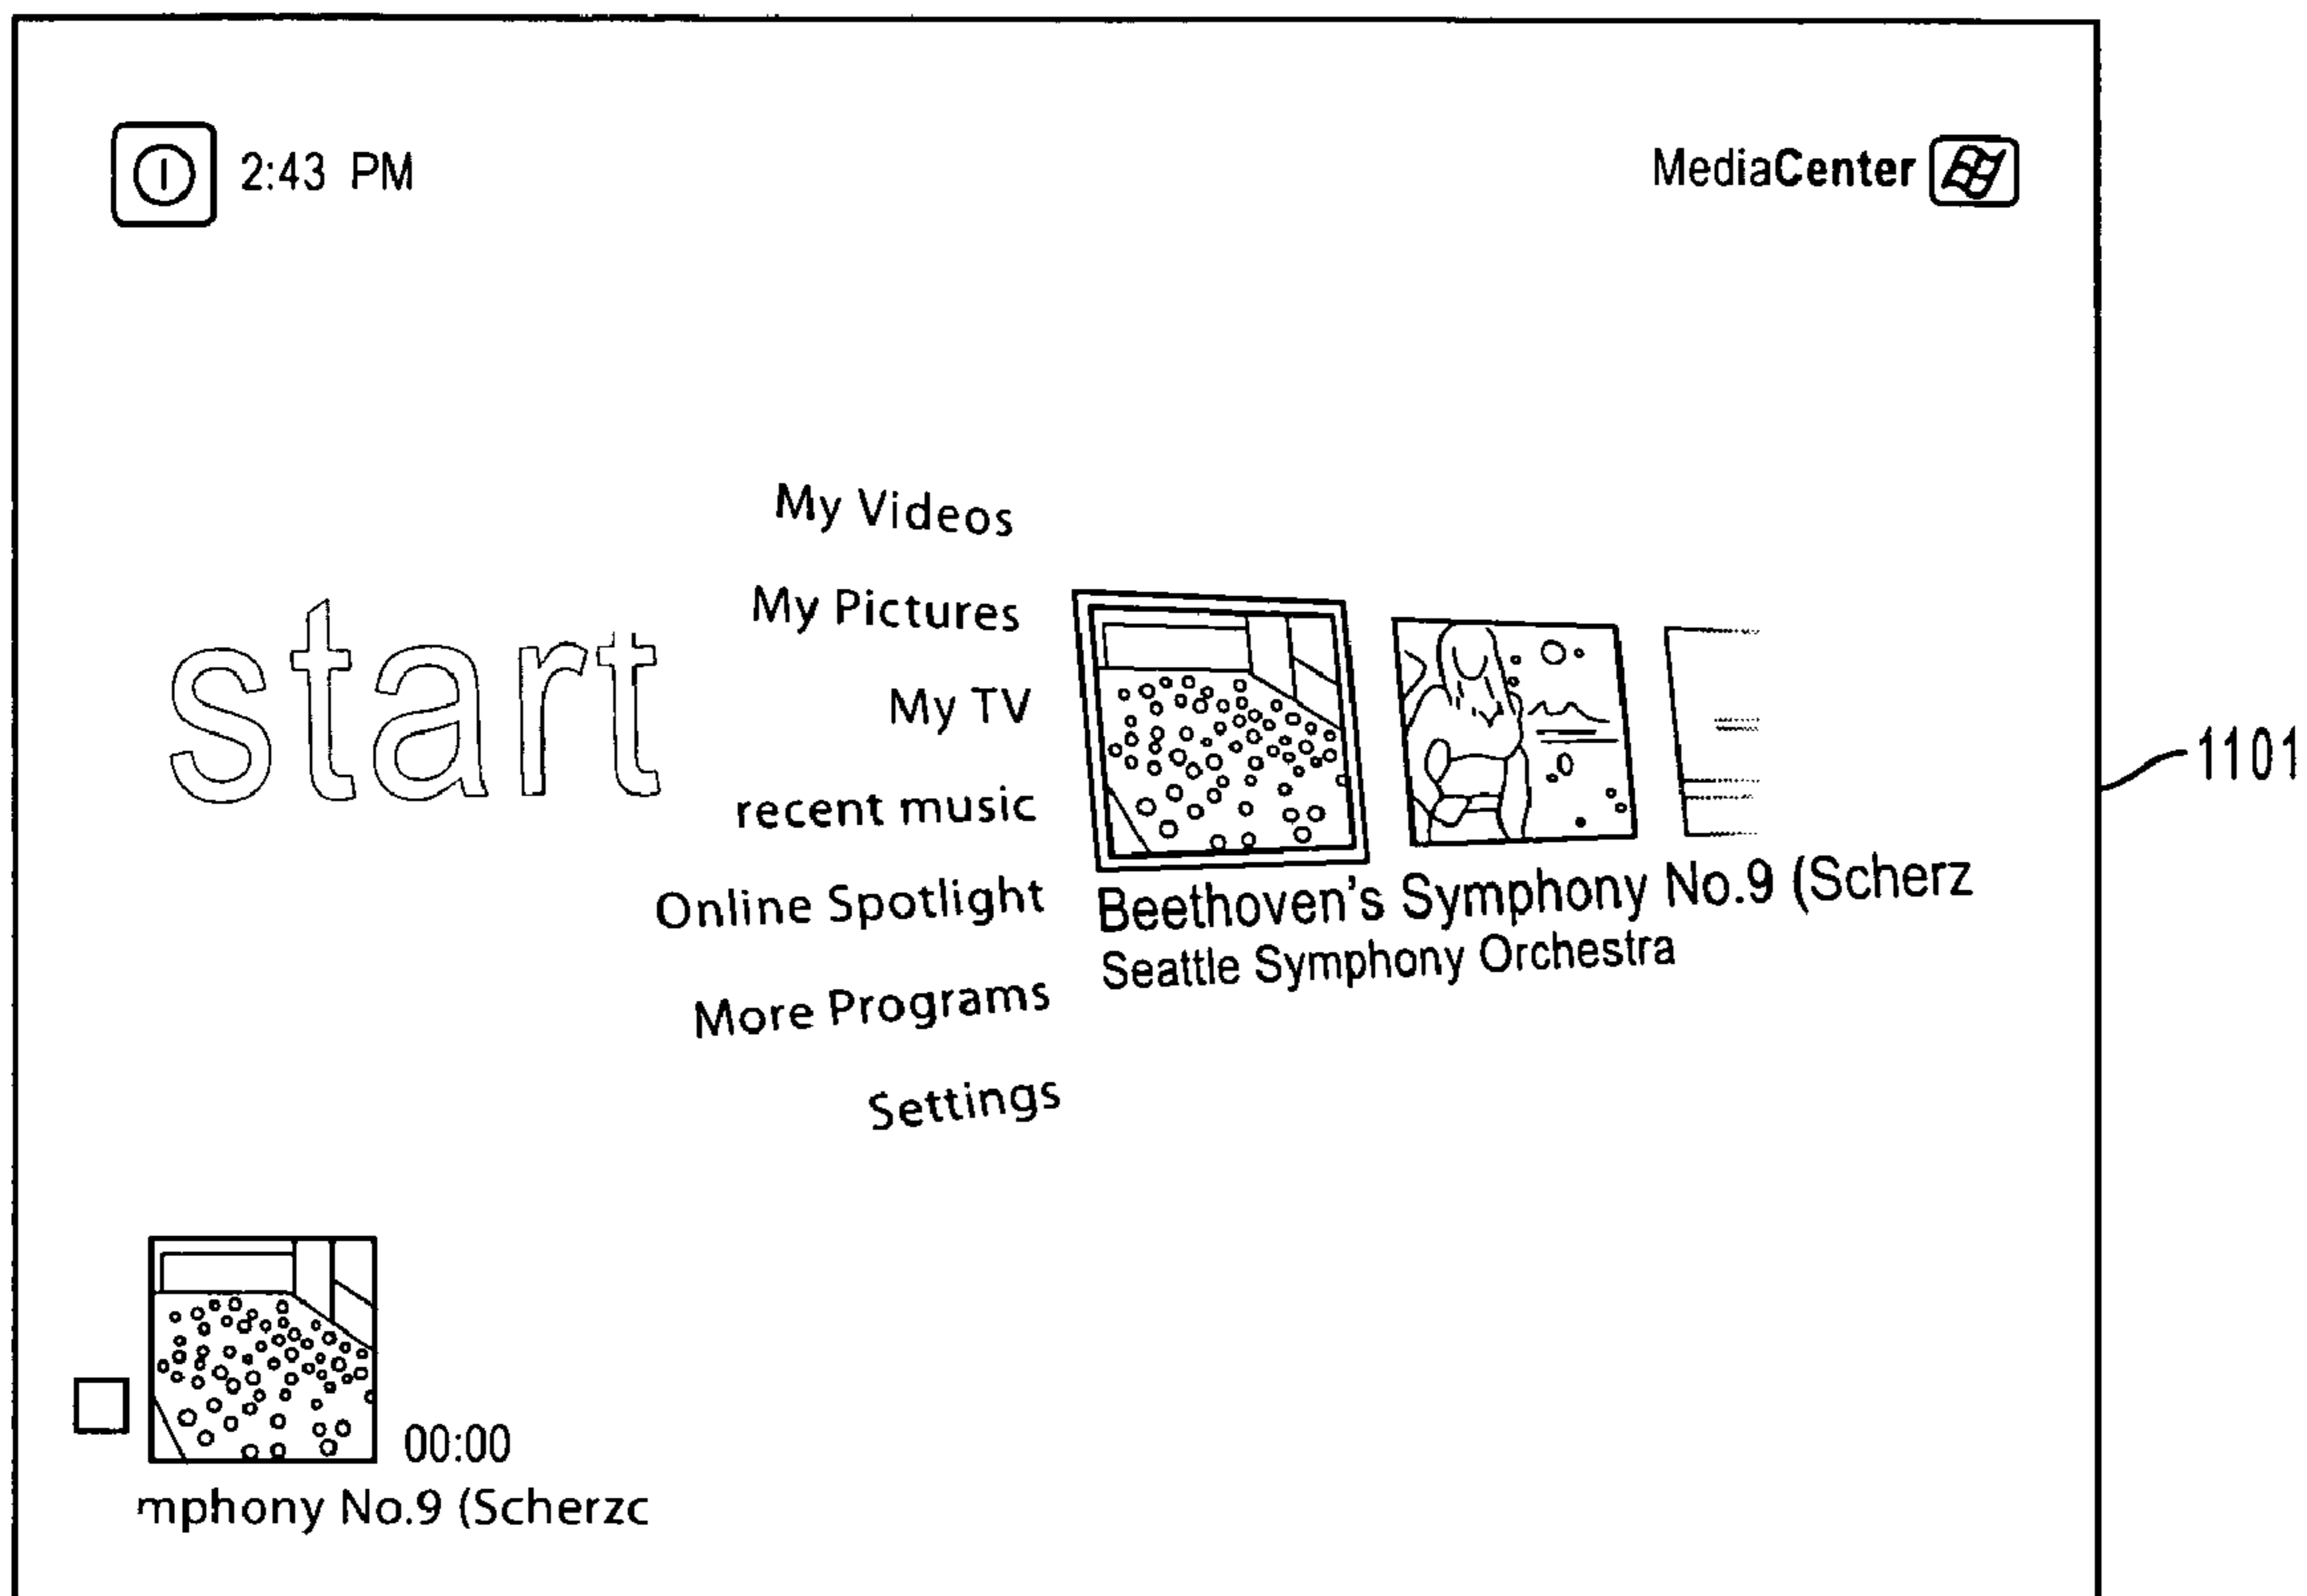 2:43 PM
MediaCenter
start
My Videos
My Pictures
My TV
recent music
Online Spotlight
More Programs
Settings
Beethoven's Symphony No.9 (Scherz
Seattle Symphony Orchestra
1101
00:00
mphony No.9 (Scherzc